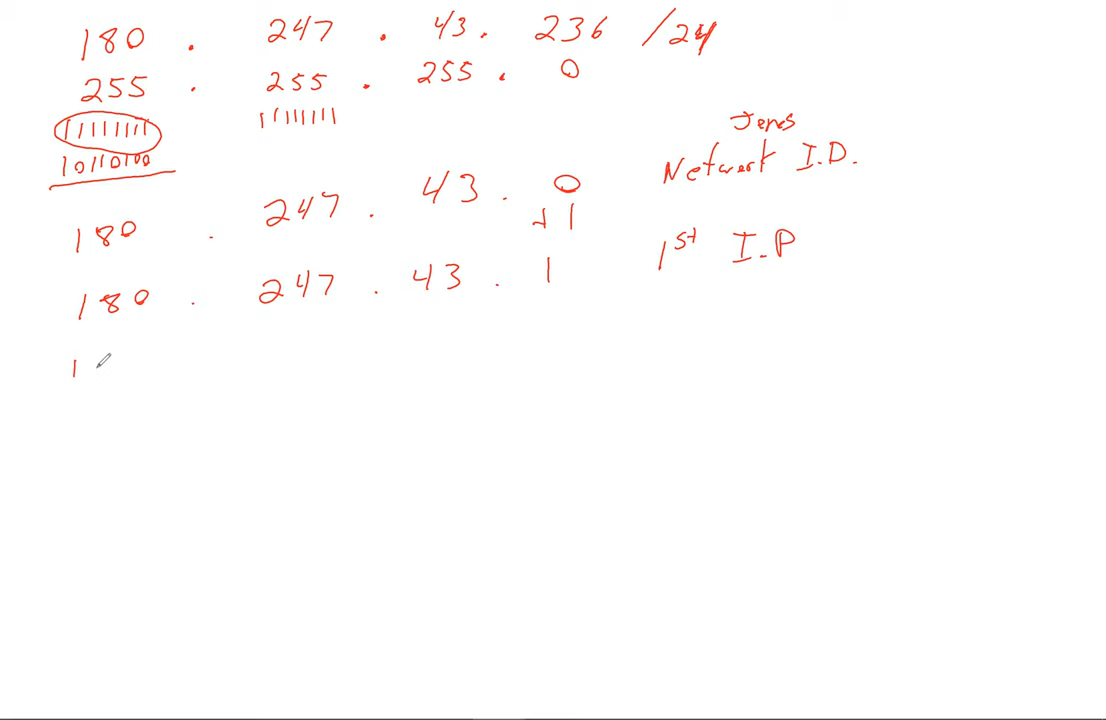 180 . 247 . 43 . 236 /24
255 . 255 . 255 . 0
11111111 11111111
10110100
Network I.D.
180 . 247 . 43 . 0
+1
1st I.P
180 . 247 . 43 . 1
1